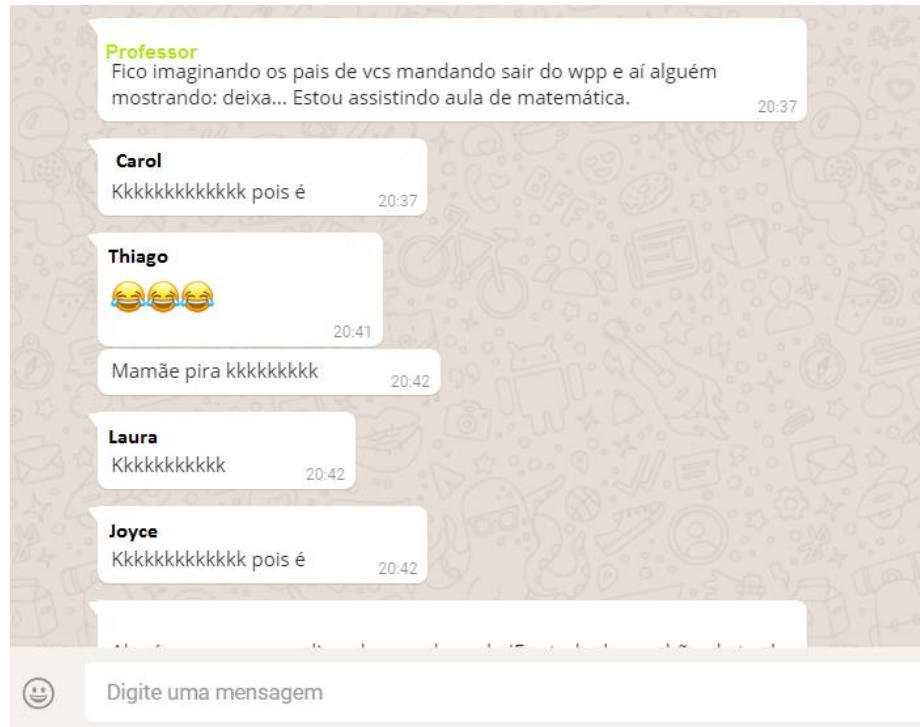 Professor
Fico imaginando os pais de vcs mandando sair do wpp e aí alguém
mostrando: deixa... Estou assistindo aula de matemática.
20:37
Carol
Kkkkkkkkkkkkk pois é
20:37
Thiago
😂😂😂
20:41
Mamãe pira kkkkkkkkk
20:42
Laura
Kkkkkkkkkkk
20:42
Joyce
Kkkkkkkkkkkkk pois é
20:42
Digite uma mensagem